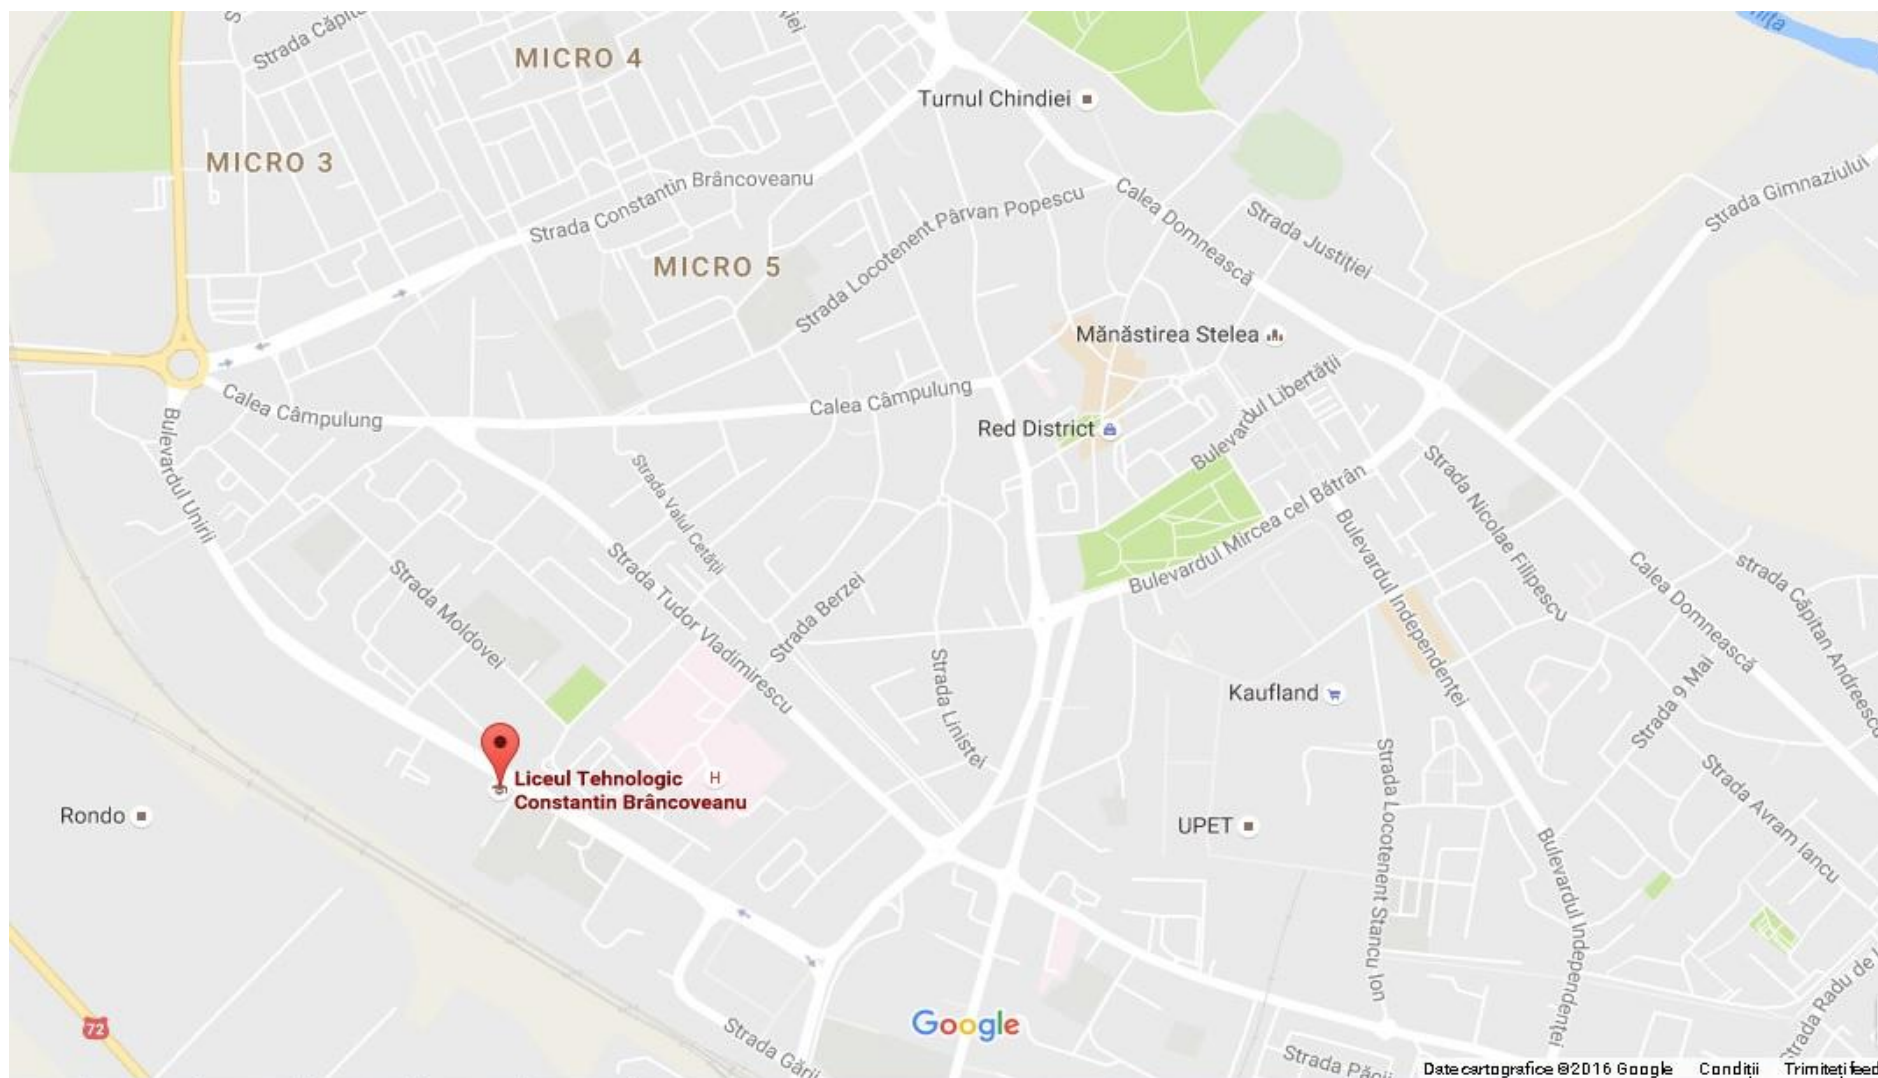 Strada Căpita
MICRO 4
Turnul Chindiei
MICRO 3
Strada Constantin Brâncoveanu
Strada Gimnaziului
Strada Locotenent Pârvan Popescu
Calea Domnească
Strada Justiției
MICRO 5
Mănăstirea Stelea
Calea Câmpulung
Calea Câmpulung
Bulevardul Libertății
Red District
Bulevardul Unirii
Strada Valul Cetății
Bulevardul Mircea cel Bătrân
Strada Nicolae Filipescu
Bulevardul Independenței
Strada Moldovei
Strada Tudor Vladimirescu
Strada Berzei
Calea Domnească
strada Căpitan Andreescu
Strada Linistei
Strada 9 Mai
Kaufland
Liceul Tehnologic
Constantin Brâncoveanu
H
Rondo
UPET
Strada Locotenent Stancu Ion
Strada Avram Iancu
Bulevardul Independenței
Strada Radu de
72
Google
Strada Gării
Strada Păcii
Date cartografice ©2016 Google Condiții Trimiteți feed